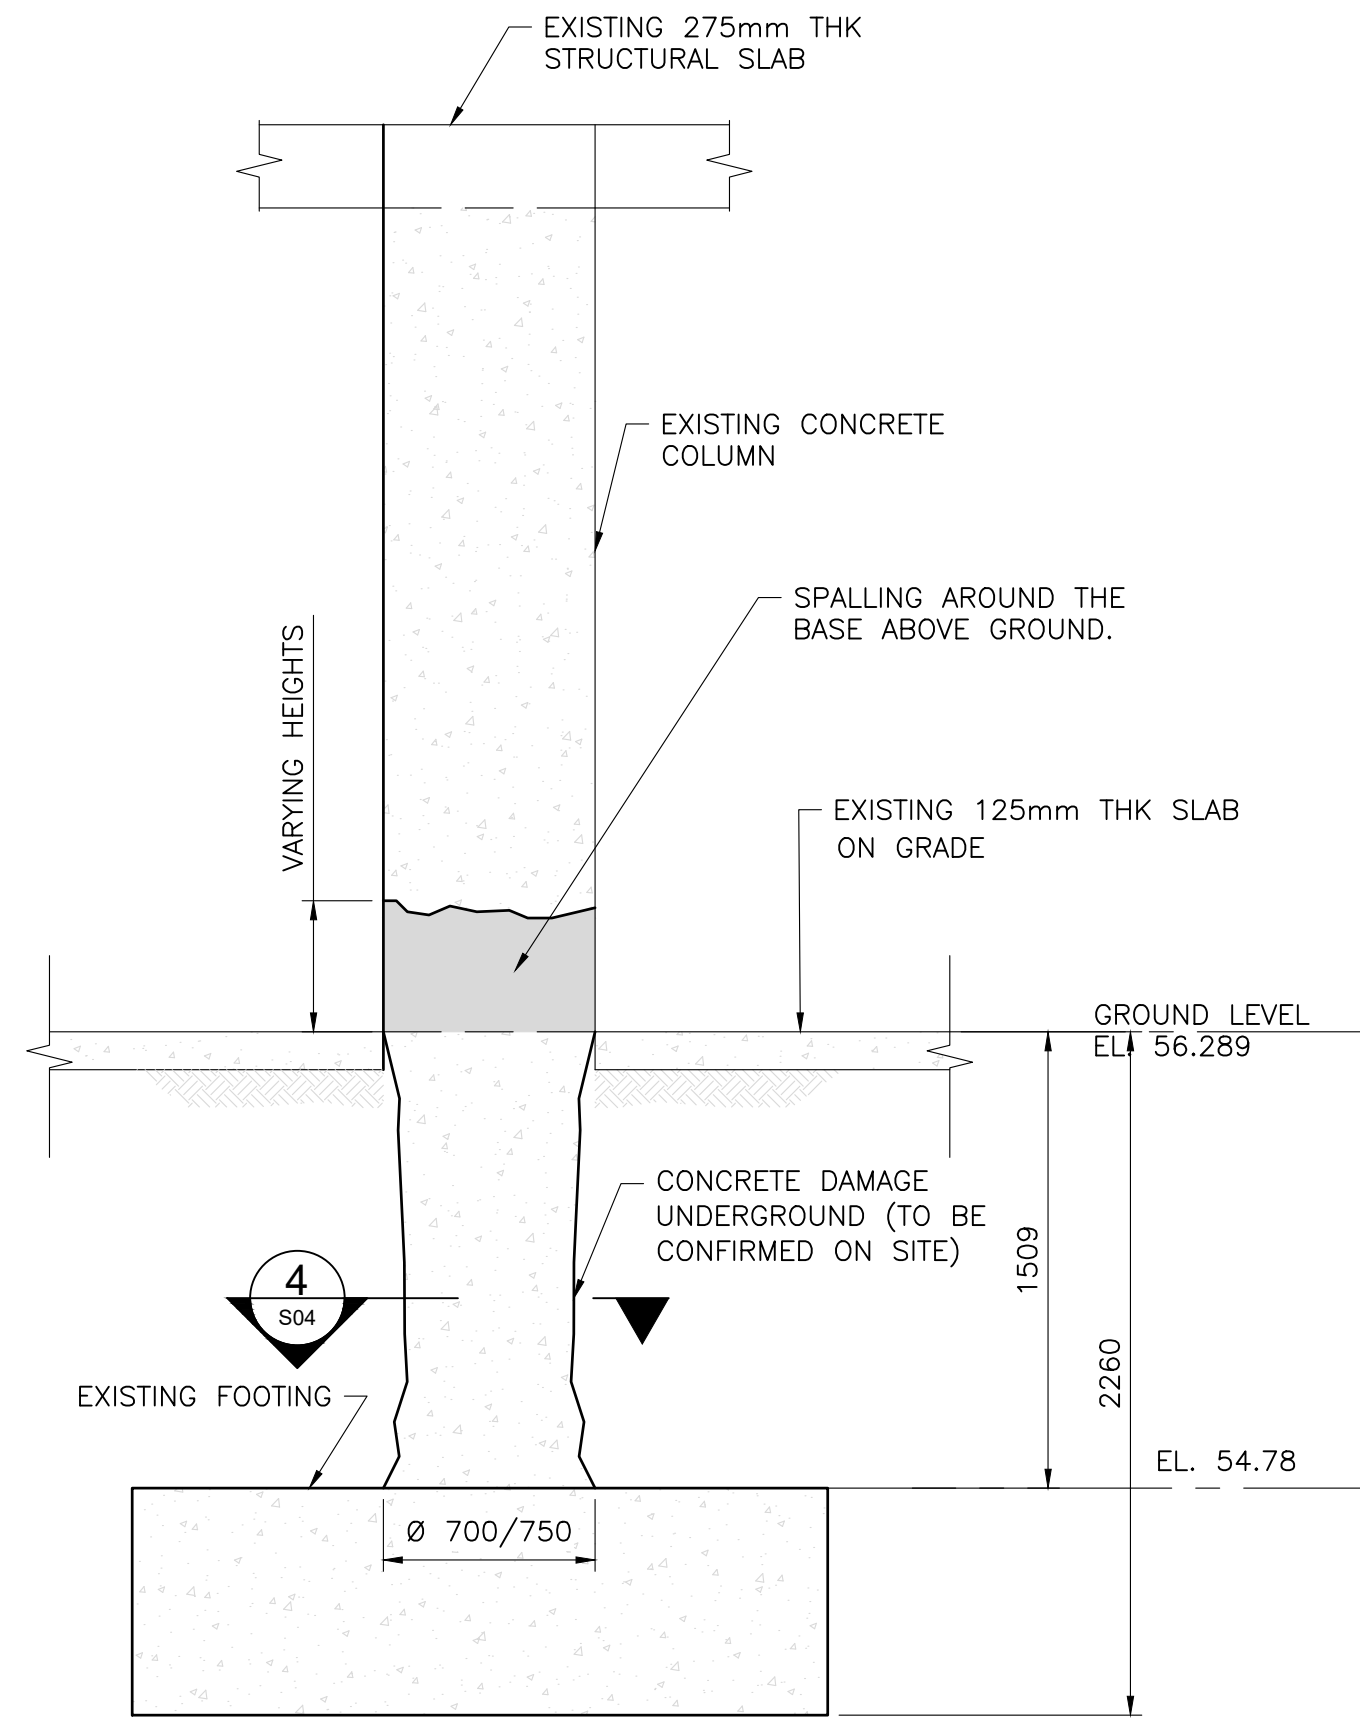 EXISTING 275mm THK
STRUCTURAL SLAB
EXISTING CONCRETE
COLUMN
SPALLING AROUND THE
BASE ABOVE GROUND.
VARYING HEIGHTS
EXISTING 125mm THK SLAB
ON GRADE
GROUND LEVEL
EL. 56.289
CONCRETE DAMAGE
UNDERGROUND (TO BE
CONFIRMED ON SITE)
1509
2260
4
S04
EXISTING FOOTING
EL. 54.78
Ø 700/750